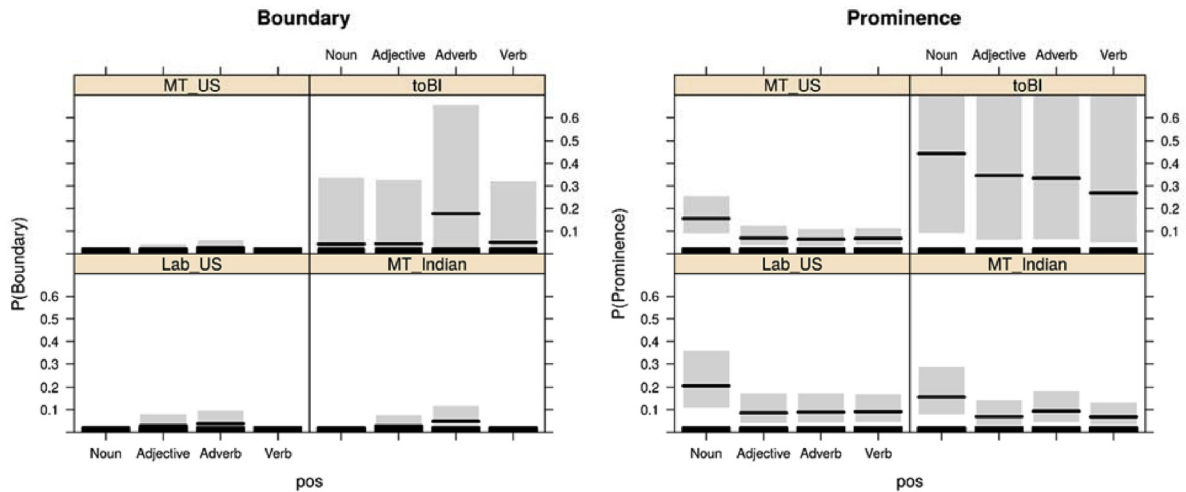 Boundary
Prominence
Noun Adjective Adverb Verb
Noun Adjective Adverb Verb
MT_US toBI
MT_US toBI
0.6
0.5
0.4
0.3
0.2
0.1
0.6
0.5
0.4
0.3
0.2
0.1
P(Boundary)
P(Prominence)
Lab_US MT_Indian
Lab_US MT_Indian
0.6
0.5
0.4
0.3
0.2
0.1
0.6
0.5
0.4
0.3
0.2
0.1
Noun Adjective Adverb Verb
Noun Adjective Adverb Verb
pos
pos